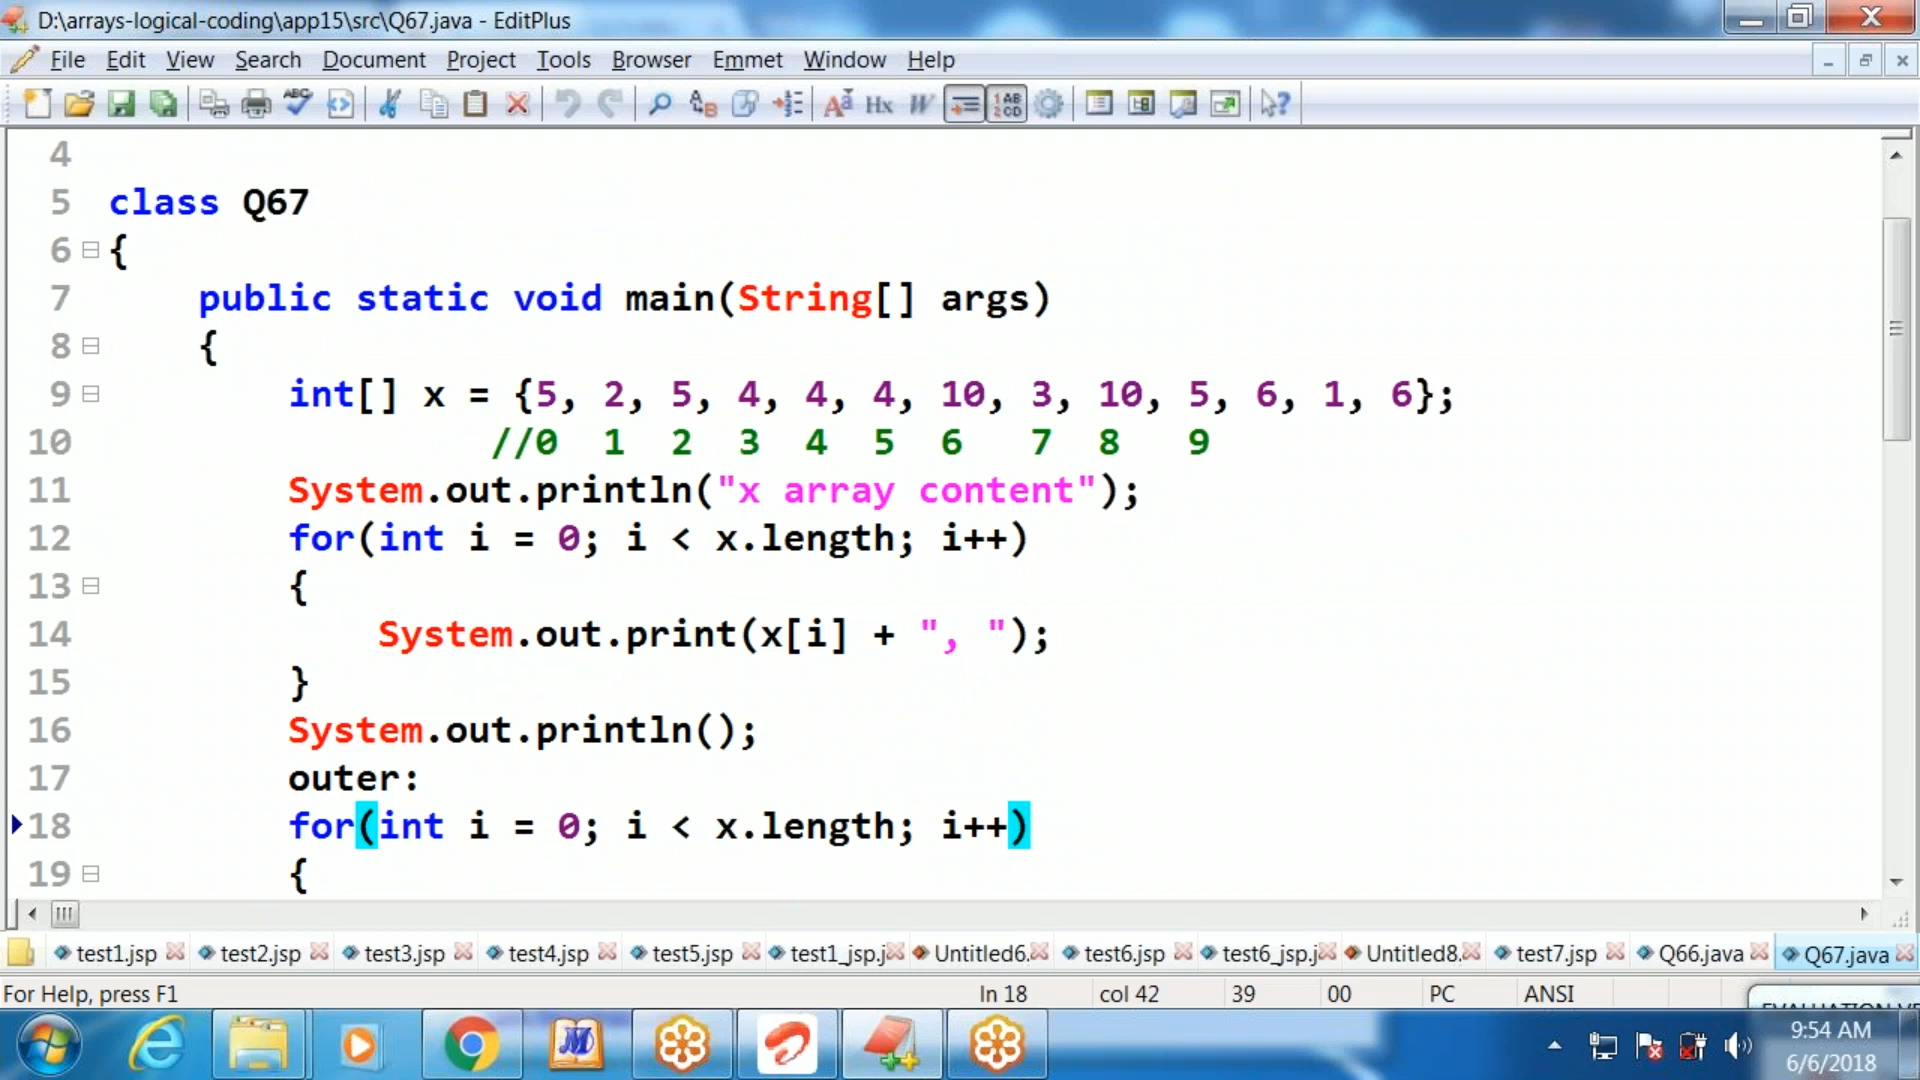 D:\arrays-logical-coding\app15\src\Q67.java - EditPlus
File Edit View Search Document Project Tools Browser Emmet Window Help
4
5 class Q67
6 {
7 public static void main(String[] args)
8 {
9 int[] x = {5, 2, 5, 4, 4, 4, 10, 3, 10, 5, 6, 1, 6};
10 //0 1 2 3 4 5 6 7 8 9
11 System.out.println("x array content");
12 for(int i = 0; i < x.length; i++)
13 {
14 System.out.print(x[i] + ", ");
15 }
16 System.out.println();
17 outer:
18 for(int i = 0; i < x.length; i++)
19 {
test1.jsp test2.jsp test3.jsp test4.jsp test5.jsp test1_jsp.j Untitled6. test6.jsp test6_jsp.j Untitled8. test7.jsp Q66.java Q67.java
For Help, press F1 ln 18 col 42 39 00 PC ANSI
9:54 AM
6/6/2018